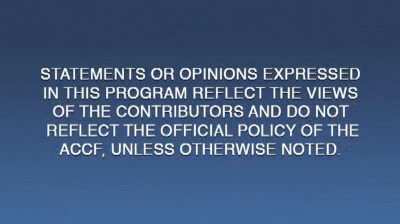 STATEMENTS OR OPINIONS EXPRESSED
IN THIS PROGRAM REFLECT THE VIEWS
OF THE CONTRIBUTORS AND DO NOT
REFLECT THE OFFICIAL POLICY OF THE
ACCF, UNLESS OTHERWISE NOTED.